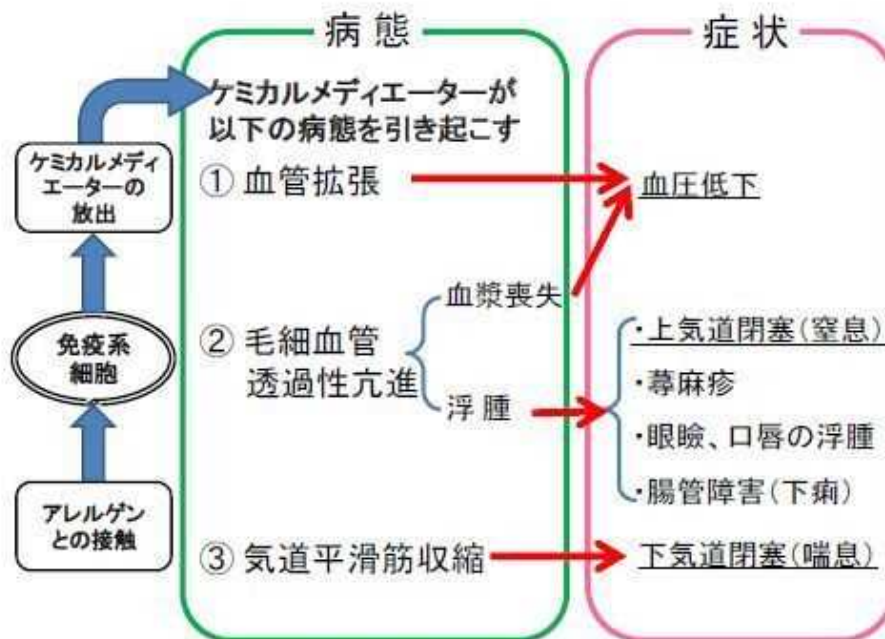 病態
症状
ケミカルメディエーターが
以下の病態を引き起こす
ケミカルメディ
エーターの
放出
免疫系
細胞
アレルゲン
との接触
① 血管拡張
血圧低下
② 毛細血管
透過性亢進
血漿喪失
浮腫
・上気道閉塞(窒息)
・蕁麻疹
・眼瞼、口唇の浮腫
・腸管障害(下痢)
③ 気道平滑筋収縮
下気道閉塞(喘息)